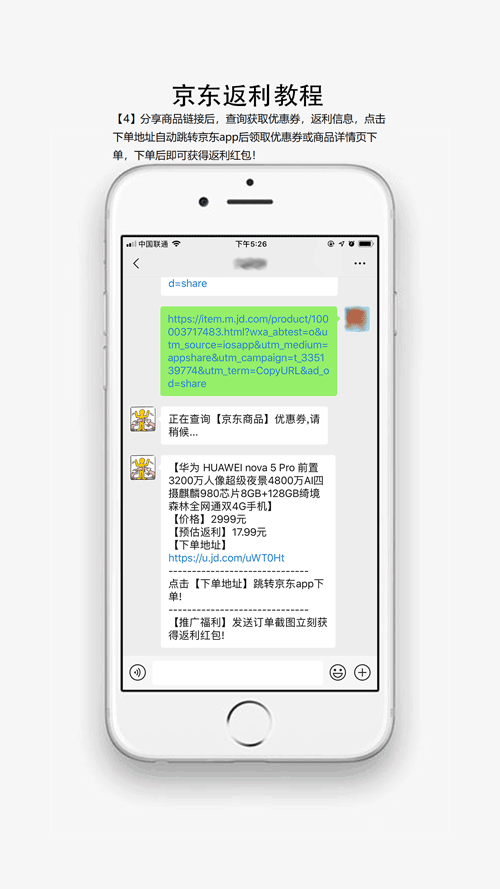 京东返利教程
【4】分享商品链接后，查询获取优惠券，返利信息，点击
下单地址自动跳转京东app后领取优惠券或商品详情页下
单，下单后即可获得返利红包！
中国联通
下午5:26
d=share
https://item.m.jd.com/product/100
003717483.html?wxa_abtest=o&u
tm_source=iosapp&utm_medium=
appshare&utm_campaign=t_335
139774&utm_term=CopyURL&ad_o
d=share
正在查询【京东商品】优惠券,请
稍候...
【华为 HUAWEI nova 5 Pro 前置
3200万人像超级夜景4800万AI四
摄麒麟980芯片8GB+128GB绮境
森林全网通双4G手机】
【价格】2999元
【预估返利】17.99元
【下单地址】
https://u.jd.com/uWT0Ht
------------------------------
点击【下单地址】跳转京东app下
单!
------------------------------
【推广福利】发送订单截图立刻获
得返利红包!